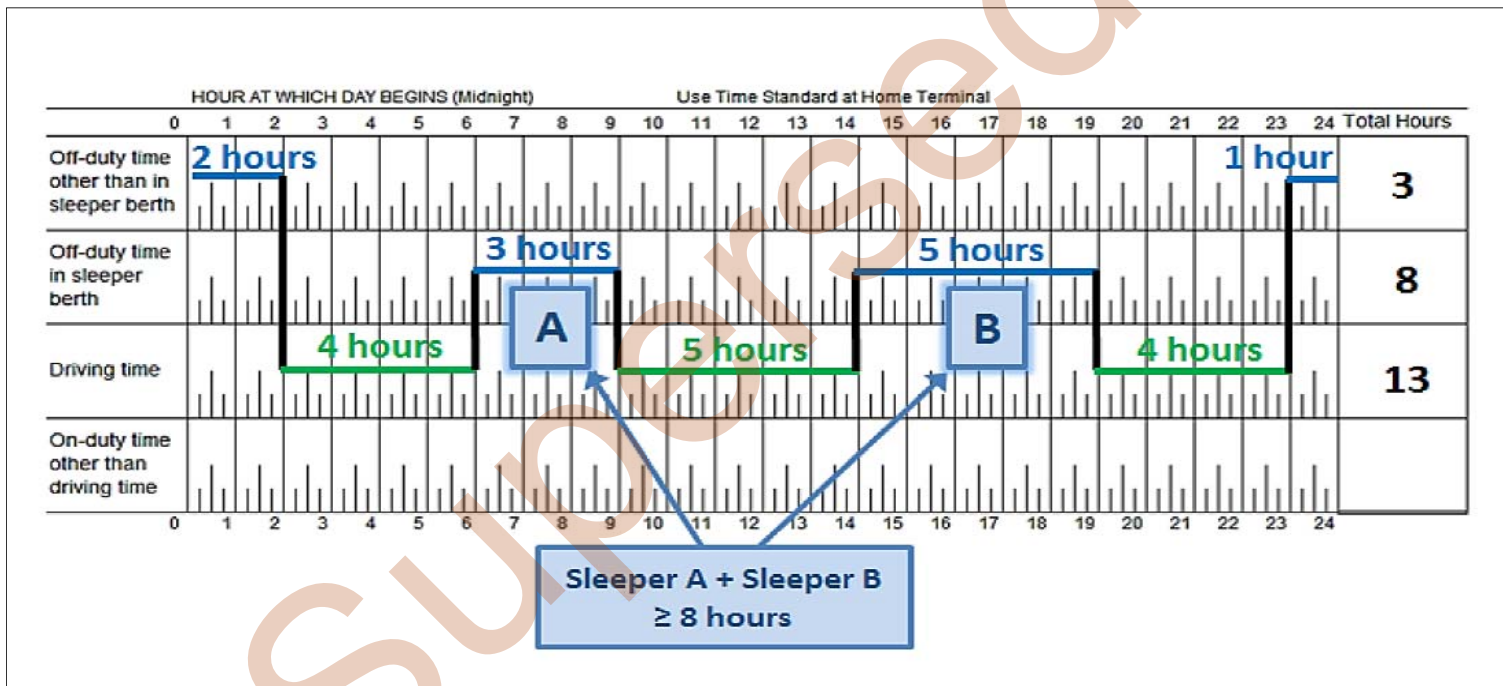 HOUR AT WHICH DAY BEGINS (Midnight) Use Time Standard at Home Terminal
0 1 2 3 4 5 6 7 8 9 10 11 12 13 14 15 16 17 18 19 20 21 22 23 24 Total Hours
Off-duty time
other than in
sleeper berth
2 hours
1 hour
3
Off-duty time
in sleeper
berth
3 hours
5 hours
8
A
B
Driving time
4 hours
5 hours
4 hours
13
On-duty time
other than
driving time
0 1 2 3 4 5 6 7 8 9 10 11 12 13 14 15 16 17 18 19 20 21 22 23 24
Sleeper A + Sleeper B
≥ 8 hours
Supersed